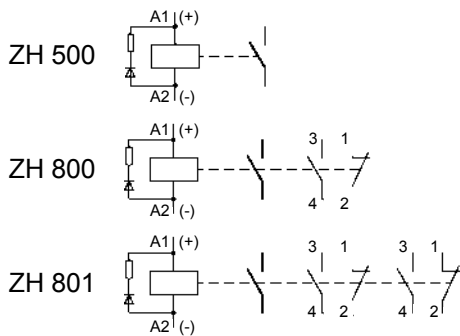 A1 (+)
ZH 500
A2 (-)
A1 (+)
3 1
ZH 800
4 2
A2 (-)
A1 (+)
3 1 3 1
ZH 801
4 2 4 2
A2 (-)